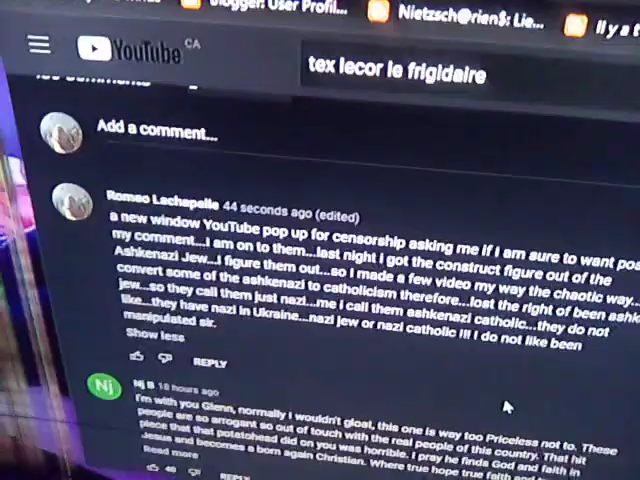 Blogger: User Profil...
Nietzsch@rien$: Lie...
Il y a t
YouTube CA
tex lecor le frigidaire
Add a comment...
Romeo Lachapelle 44 seconds ago (edited)
a new window YouTube pop up for censorship asking me if i am sure to want pos
my comment...i am on to them...last night i got the construct figure out of the
Ashkenazi Jew...i figure them out...so i made a few video my way the chaotic way...
convert some of the ashkenazi to catholicism therefore...lost the right of been ashk
jew...so they call them just nazi...me i call them ashkenazi catholic...they do not
like...they have nazi in Ukraine...nazi jew or nazi catholic !!! i do not like been
manipulated sir.
Show less
REPLY
Nj
Nj B 18 hours ago
I'm with you Glenn, normally I wouldn't gloat, this one is way too Priceless not to. These
people are so arrogant so out of touch with the real people of this country. That hit
piece that that potatohead did on you was horrible. I pray he finds God and faith in
Jesus and becomes a born again Christian. Where true hope true faith and
Read more
40 REPLY